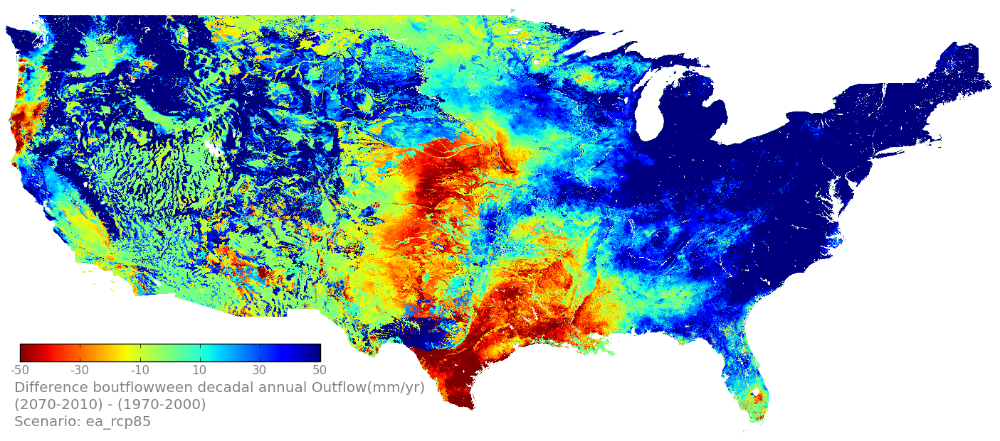 -50 -30 -10 10 30 50
Difference boutflowween decadal annual Outflow(mm/yr)
(2070-2010) - (1970-2000)
Scenario: ea_rcp85